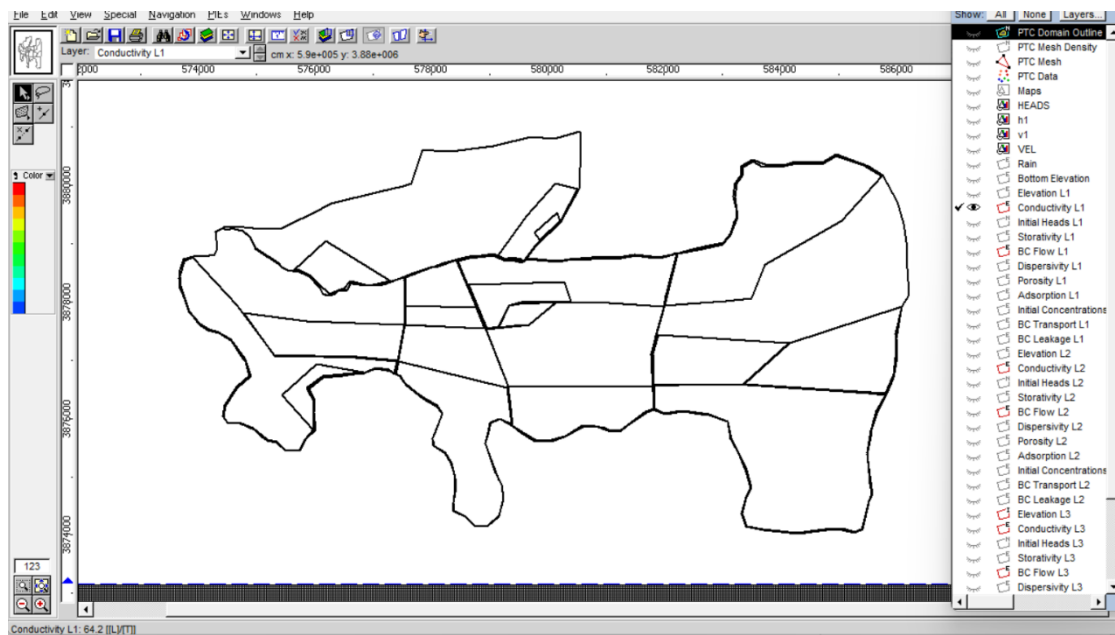 File Edit View Special Navigation PIEs Windows Help
Show: All None Layers...
Layer: Conductivity L1 cm x: 5.9e+005 y: 3.88e+006
574000 576000 578000 580000 582000 584000 586000
3880000
3878000
3876000
3874000
Color
123
PTC Domain Outline
PTC Mesh Density
PTC Mesh
PTC Data
Maps
HEADS
h1
v1
VEL
Rain
Bottom Elevation
Elevation L1
Conductivity L1
Initial Heads L1
Storativity L1
BC Flow L1
Dispersivity L1
Porosity L1
Adsorption L1
Initial Concentrations
BC Transport L1
BC Leakage L1
Elevation L2
Conductivity L2
Initial Heads L2
Storativity L2
BC Flow L2
Dispersivity L2
Porosity L2
Adsorption L2
Initial Concentrations
BC Transport L2
BC Leakage L2
Elevation L3
Conductivity L3
Initial Heads L3
Storativity L3
BC Flow L3
Dispersivity L3
Conductivity L1: 64.2 [[L]/[T]]